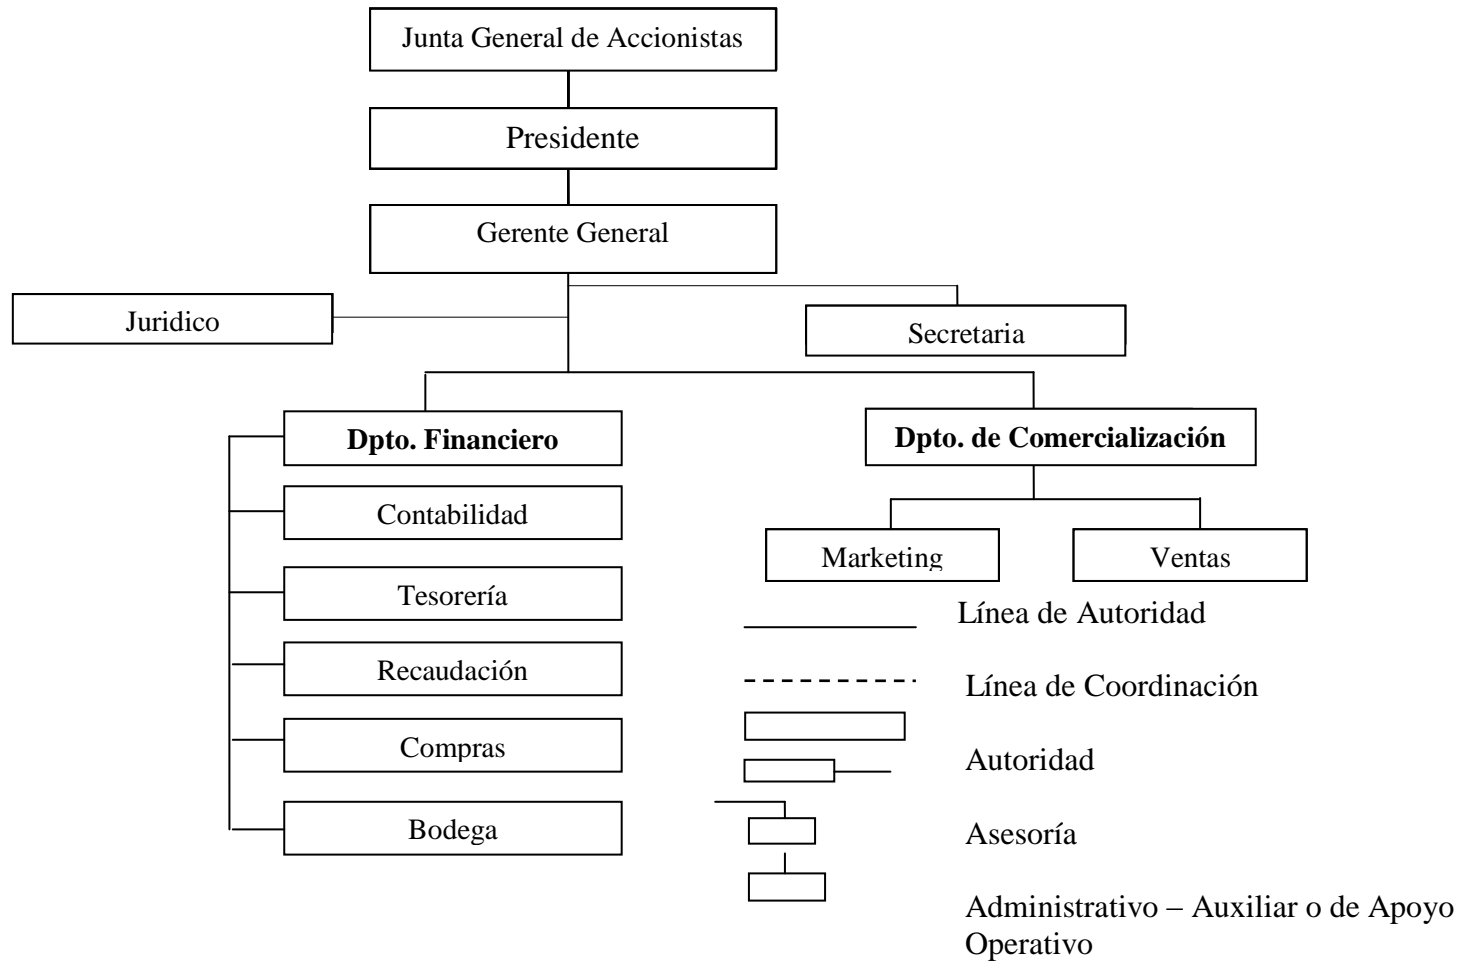 Junta General de Accionistas
Presidente
Gerente General
Juridico
Secretaria
Dpto. Financiero
Dpto. de Comercialización
Contabilidad
Marketing
Ventas
Tesorería
Línea de Autoridad
Recaudación
Línea de Coordinación
Compras
Autoridad
Bodega
Asesoría
Administrativo – Auxiliar o de Apoyo
Operativo